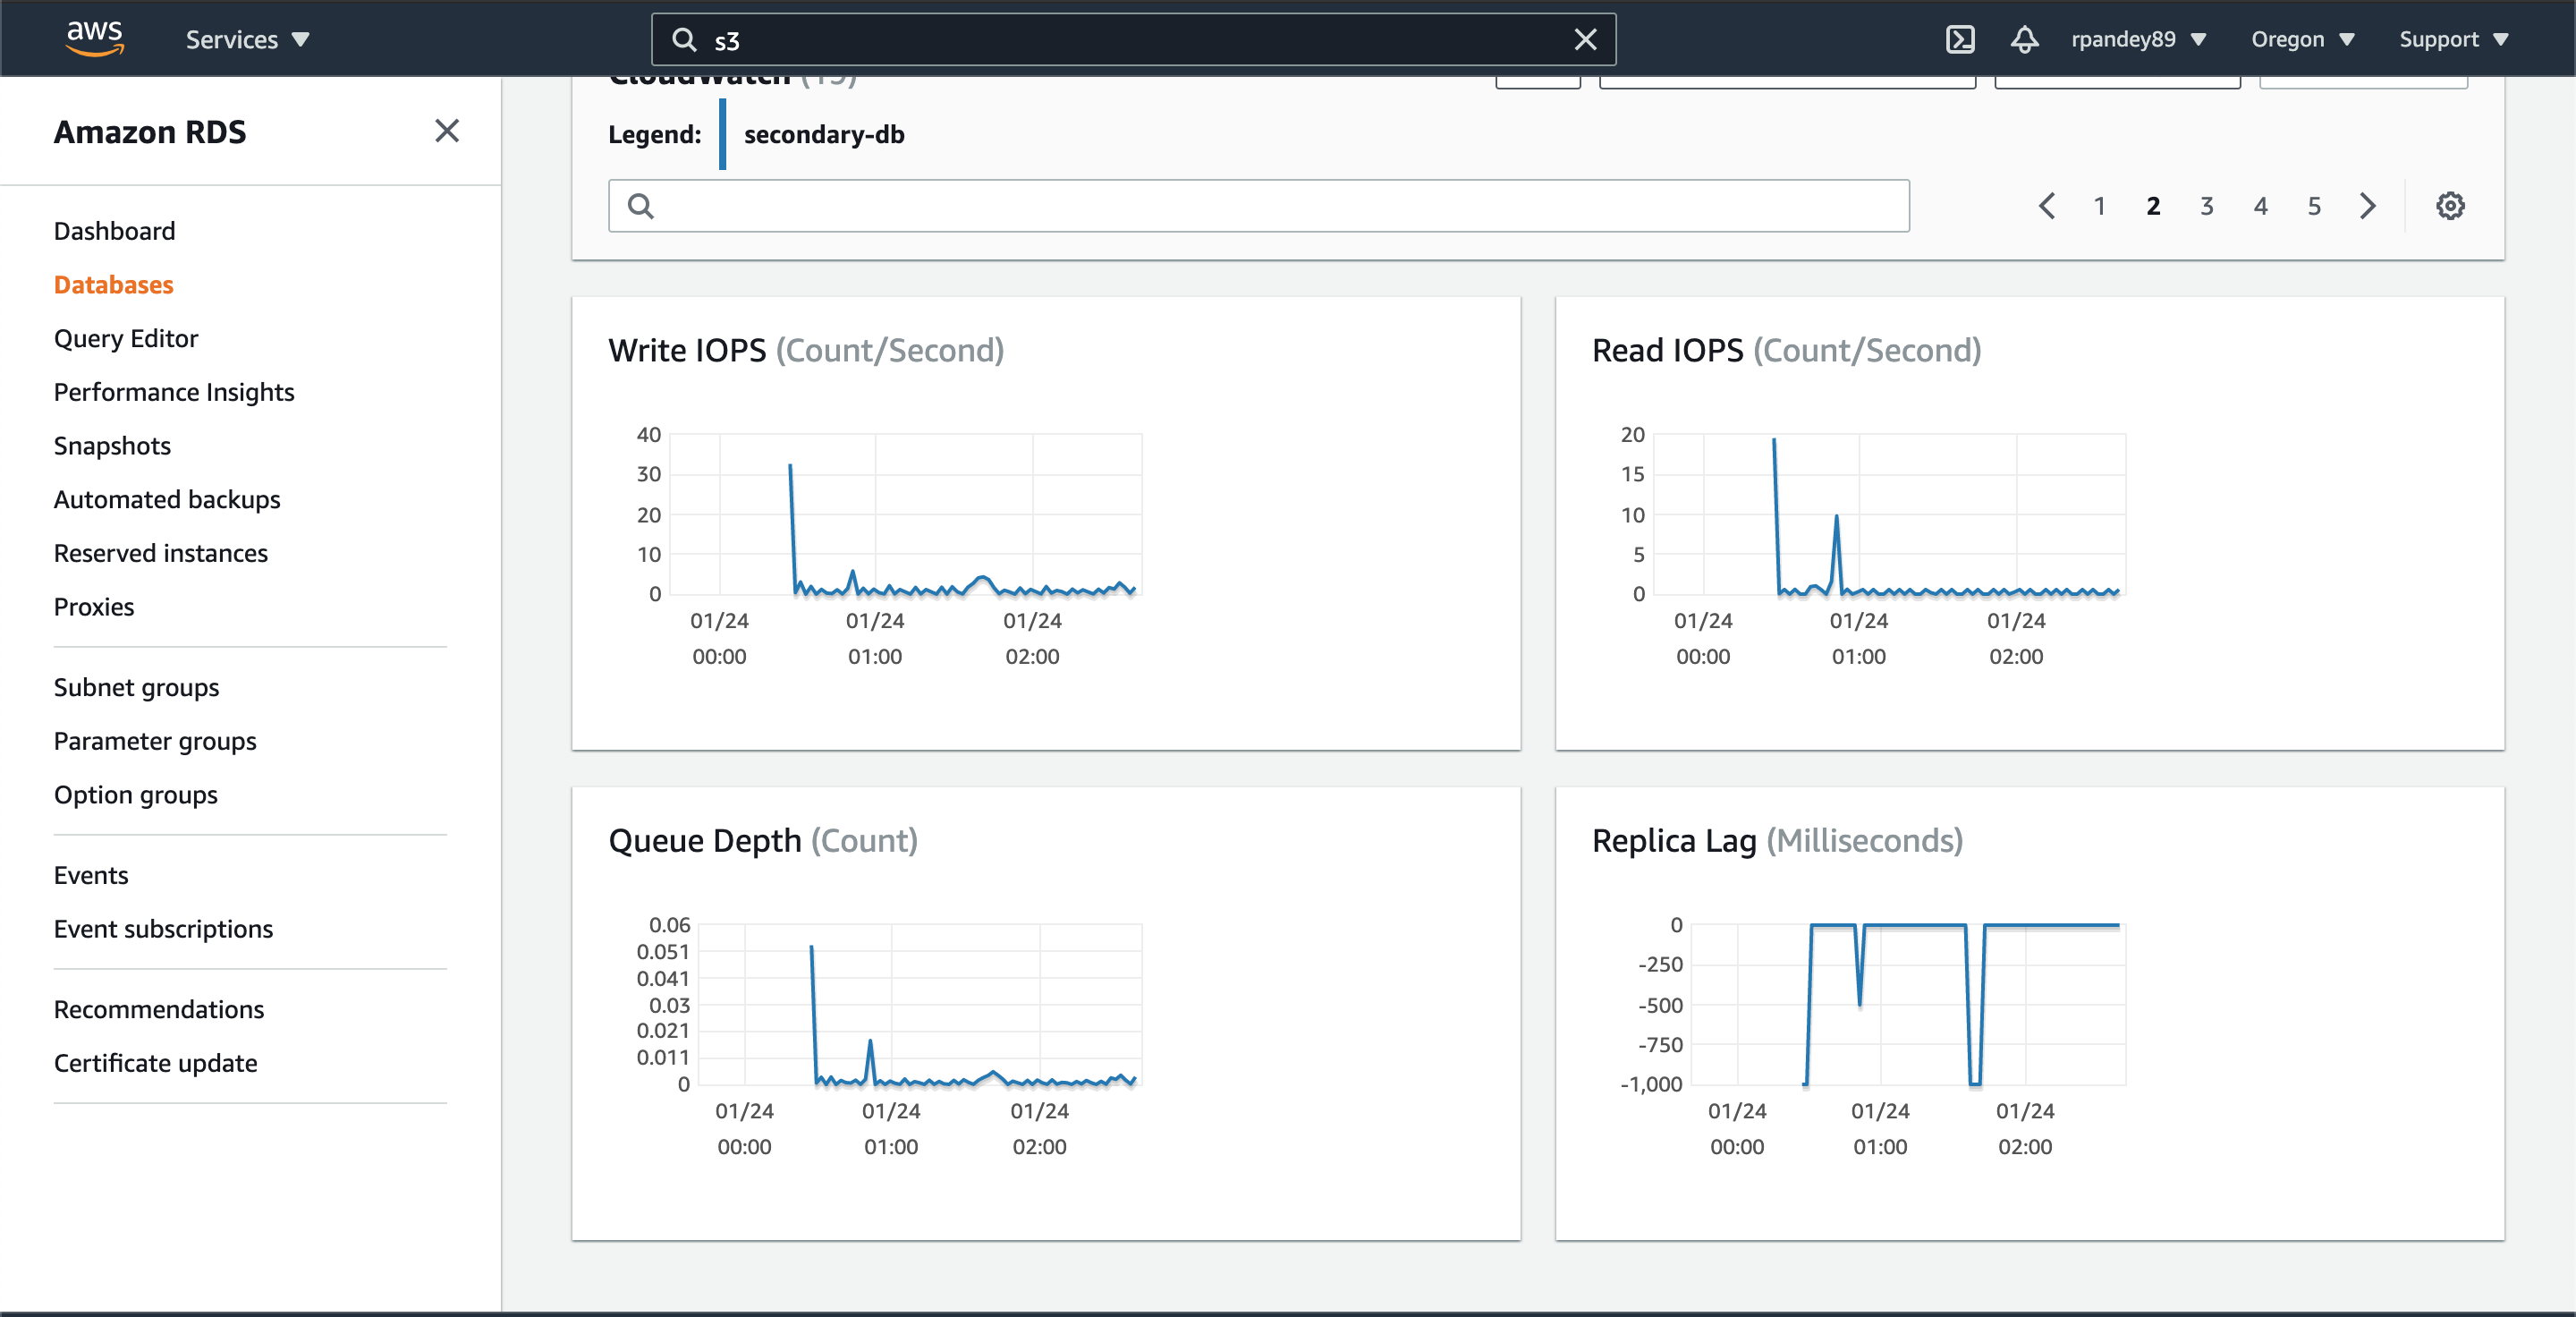 aws
Services
s3
rpandey89
Oregon
Support
Amazon RDS
Dashboard
Databases
Query Editor
Performance Insights
Snapshots
Automated backups
Reserved instances
Proxies
Subnet groups
Parameter groups
Option groups
Events
Event subscriptions
Recommendations
Certificate update
CloudWatch
Legend: secondary-db
1 2 3 4 5
Write IOPS (Count/Second)
40
30
20
10
0
01/24 01/24 01/24
00:00 01:00 02:00
Read IOPS (Count/Second)
20
15
10
5
0
01/24 01/24 01/24
00:00 01:00 02:00
Queue Depth (Count)
0.06
0.051
0.041
0.03
0.021
0.011
0
01/24 01/24 01/24
00:00 01:00 02:00
Replica Lag (Milliseconds)
0
-250
-500
-750
-1,000
01/24 01/24 01/24
00:00 01:00 02:00